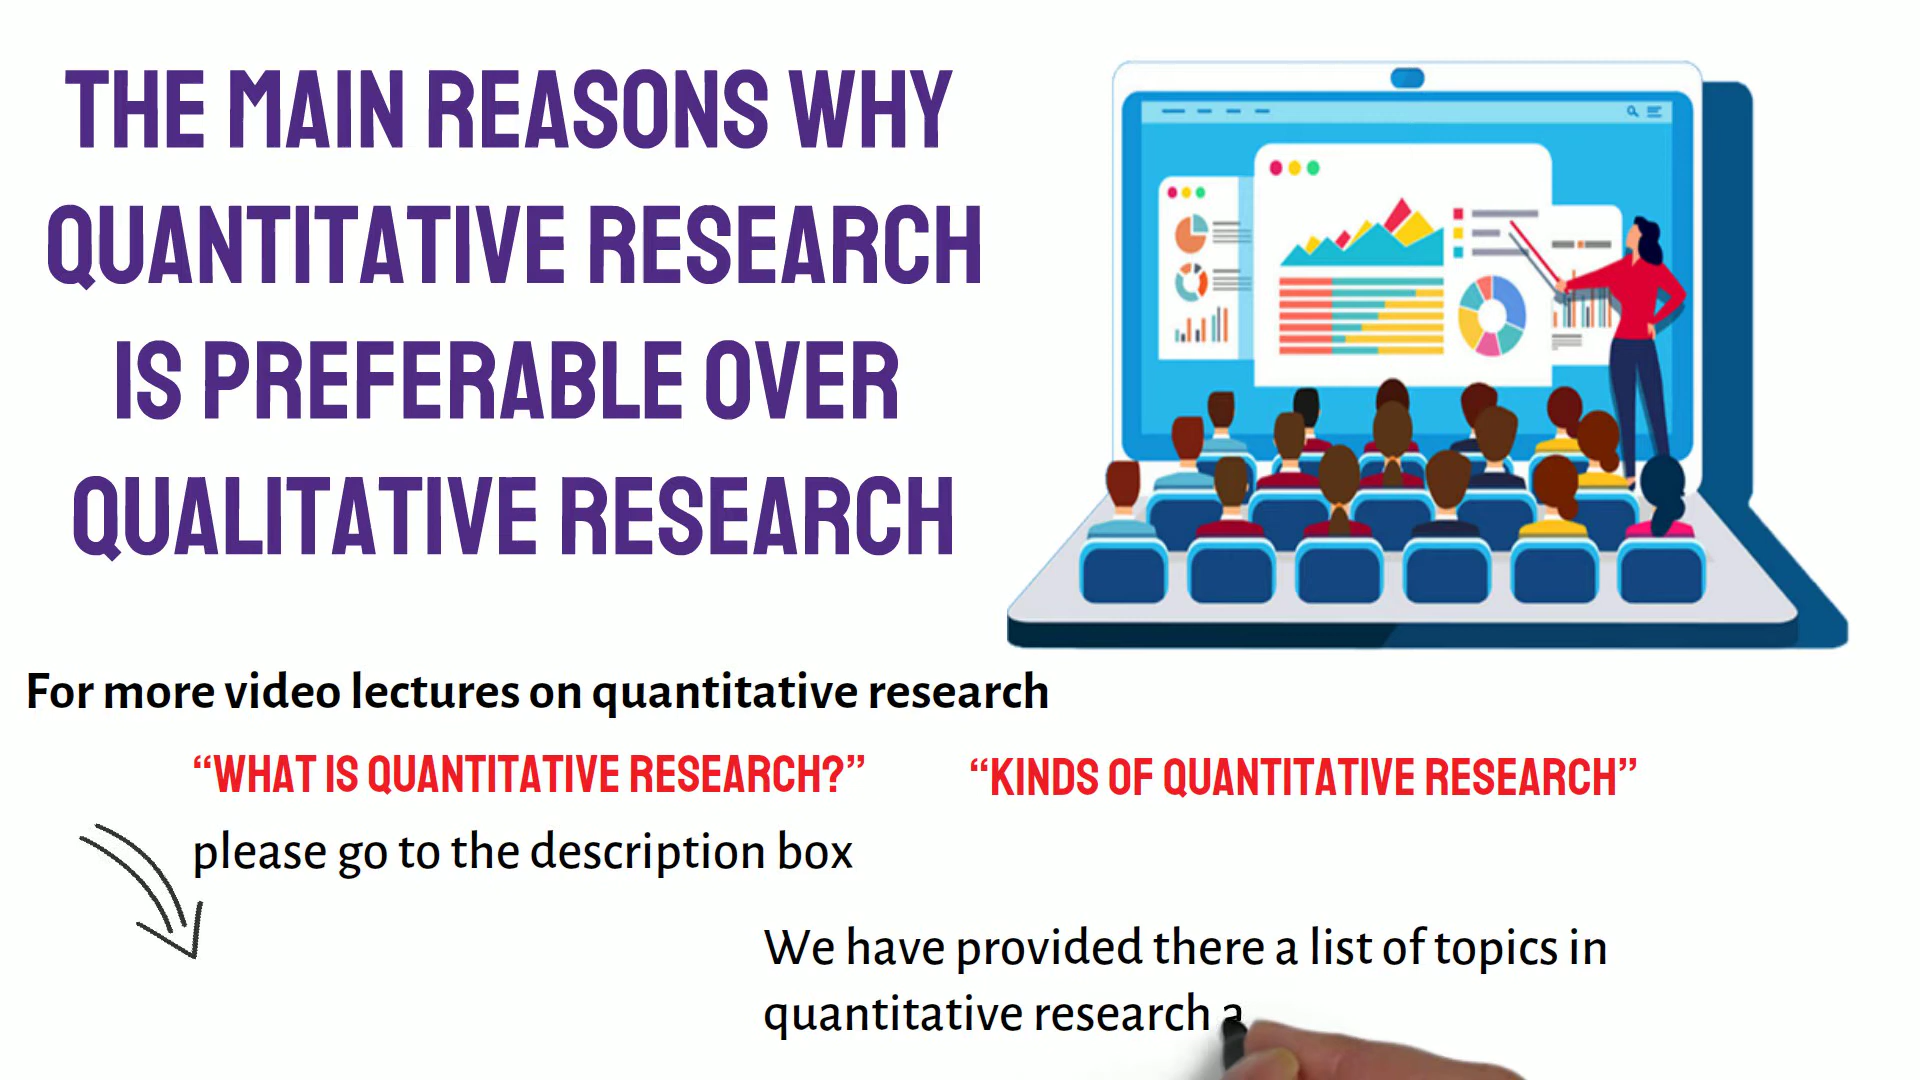 THE MAIN REASONS WHY
QUANTITATIVE RESEARCH
IS PREFERABLE OVER
QUALITATIVE RESEARCH
For more video lectures on quantitative research
“WHAT IS QUANTITATIVE RESEARCH?”
“KINDS OF QUANTITATIVE RESEARCH”
please go to the description box
We have provided there a list of topics in
quantitative research a